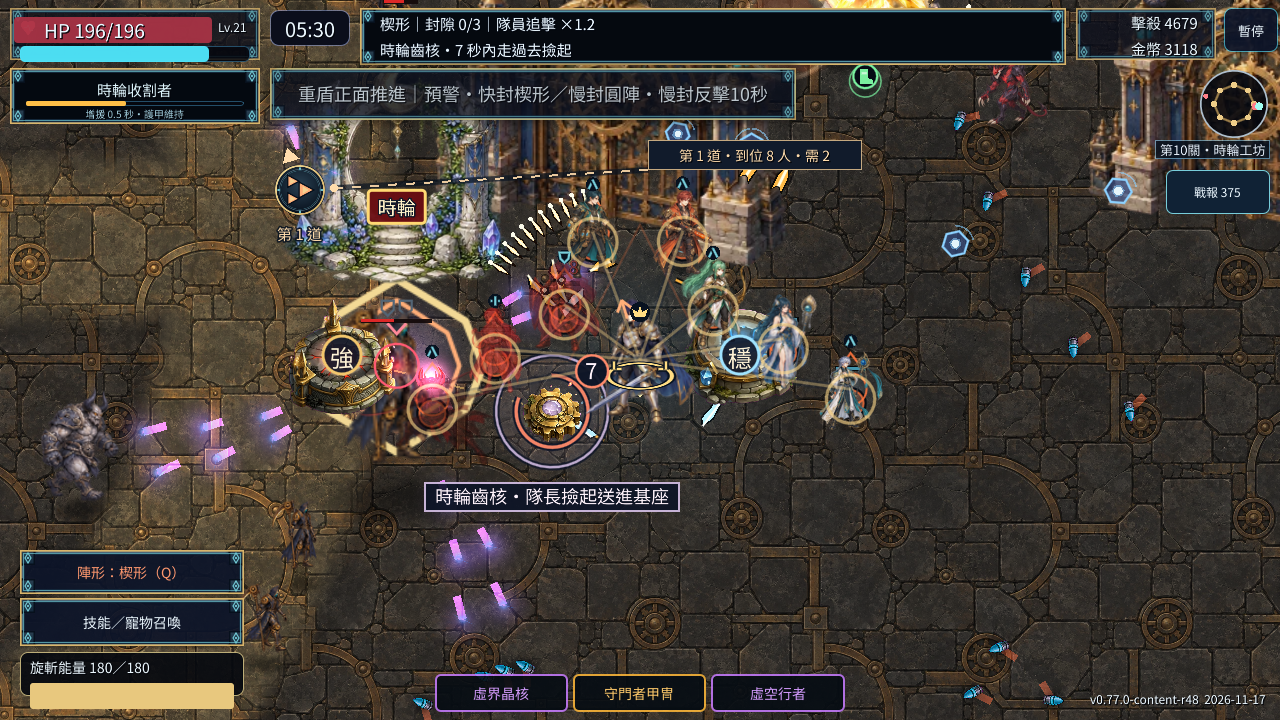 HP 196/196
Lv.21
05:30
楔形｜封隙 0/3｜隊員追擊 ×1.2
時輪齒核・7 秒內走過去撿起
擊殺 4679
金幣 3118
暫停
時輪收割者
增援 0.5 秒・護甲維持
重盾正面推進｜預警・快封楔形／慢封圓陣・慢封反擊10秒
第 1 道・到位 8 人・需 2
第10關・時輪工坊
戰報 375
時輪
第 1 道
強
穩
7
時輪齒核・隊長撿起送進基座
陣形：楔形（Q）
技能／寵物召喚
旋斬能量 180／180
虛界晶核
守門者甲冑
虛空行者
v0.77.0-content-r48 2026-11-17